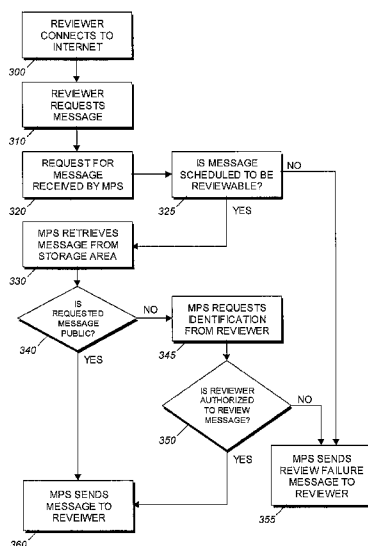 REVIEWER
CONNECTS TO
INTERNET
300
REVIEWER
REQUESTS
MESSAGE
310
REQUEST FOR
MESSAGE
RECEIVED BY MPS
320
IS MESSAGE
SCHEDULED TO BE
REVIEWABLE?
325
NO
YES
MPS RETRIEVES
MESSAGE FROM
STORAGE AREA
330
IS
REQUESTED
MESSAGE
PUBLIC?
340
NO
YES
MPS REQUESTS
IDENTIFICATION
FROM REVIEWER
345
IS REVIEWER
AUTHORIZED
TO REVIEW
MESSAGE?
350
NO
YES
MPS SENDS
REVIEW FAILURE
MESSAGE TO
REVIEWER
355
MPS SENDS
MESSAGE TO
REVEIWER
360